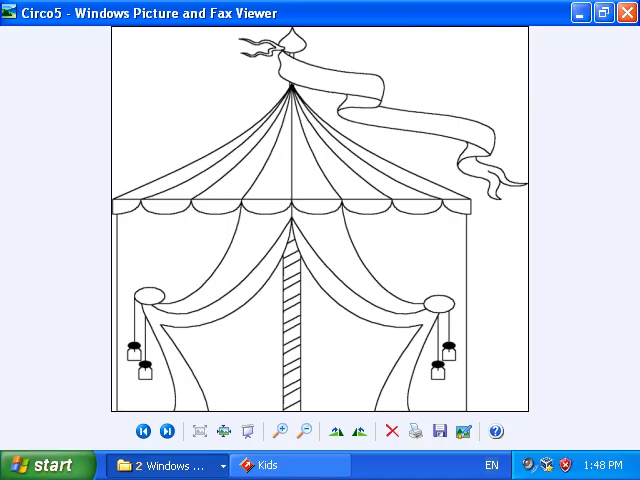 Circo5 - Windows Picture and Fax Viewer
start
2 Windows ...
Kids
EN
1:48 PM